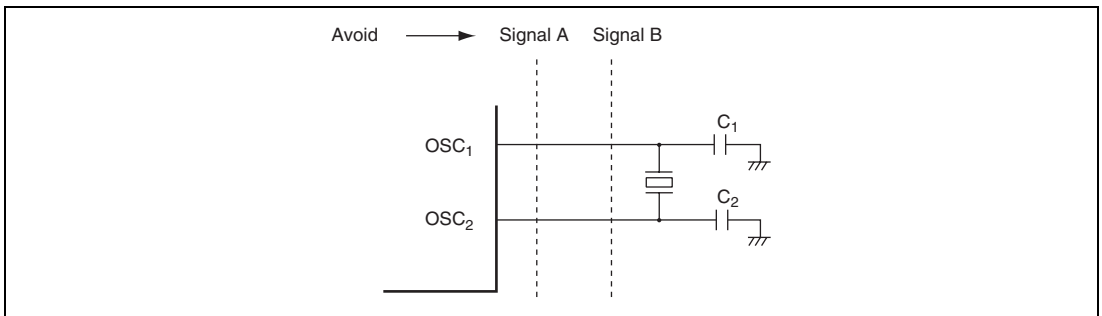 Avoid Signal A Signal B
C₁
OSC₁
C₂
OSC₂